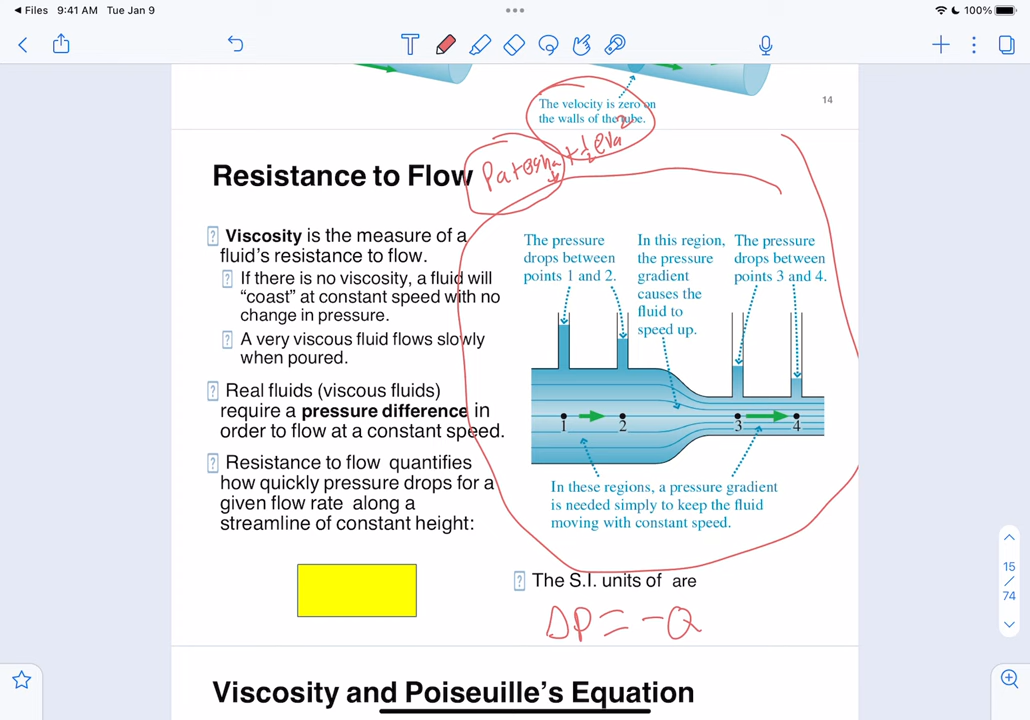 Files 9:41 AM Tue Jan 9
100%
The velocity is zero on
the walls of the tube.
14
Resistance to Flow
Viscosity is the measure of a
fluid's resistance to flow.
If there is no viscosity, a fluid will
“coast” at constant speed with no
change in pressure.
A very viscous fluid flows slowly
when poured.
Real fluids (viscous fluids)
require a pressure difference in
order to flow at a constant speed.
Resistance to flow quantifies
how quickly pressure drops for a
given flow rate along a
streamline of constant height:
The pressure
drops between
points 1 and 2.
In this region,
the pressure
gradient
causes the
fluid to
speed up.
The pressure
drops between
points 3 and 4.
1 2 3 4
In these regions, a pressure gradient
is needed simply to keep the fluid
moving with constant speed.
The S.I. units of are
ΔP = -Q
15
/
74
Viscosity and Poiseuille's Equation